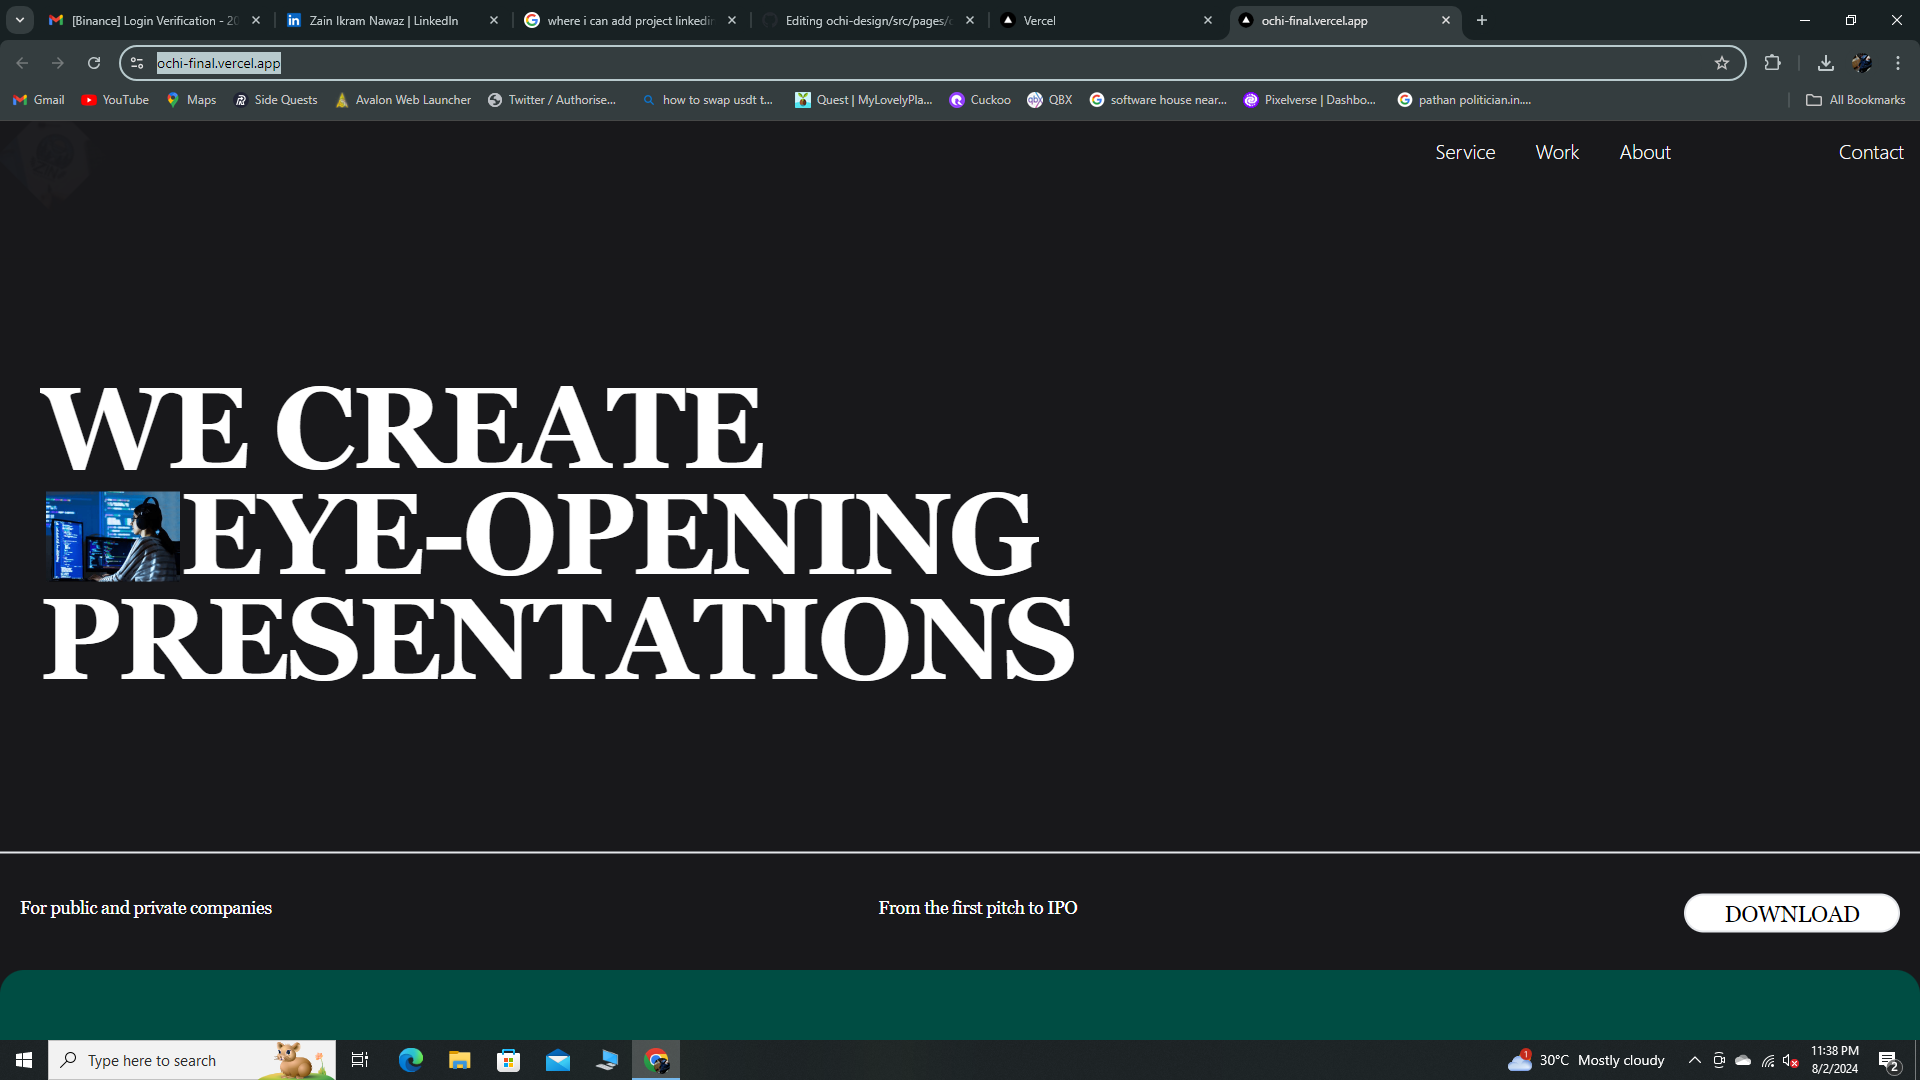 [Binance] Login Verification - 20
Zain Ikram Nawaz | LinkedIn
where i can add project linkedin
Editing ochi-design/src/pages/
Vercel
ochi-final.vercel.app
ochi-final.vercel.app
Gmail
YouTube
Maps
Side Quests
Avalon Web Launcher
Twitter / Authorise...
how to swap usdt t...
Quest | MyLovelyPla...
Cuckoo
QBX
software house near...
Pixelverse | Dashbo...
pathan politician.in....
All Bookmarks
Service
Work
About
Contact
WE CREATE
EYE-OPENING
PRESENTATIONS
For public and private companies
From the first pitch to IPO
DOWNLOAD
Type here to search
1
30°C Mostly cloudy
11:38 PM
8/2/2024
2